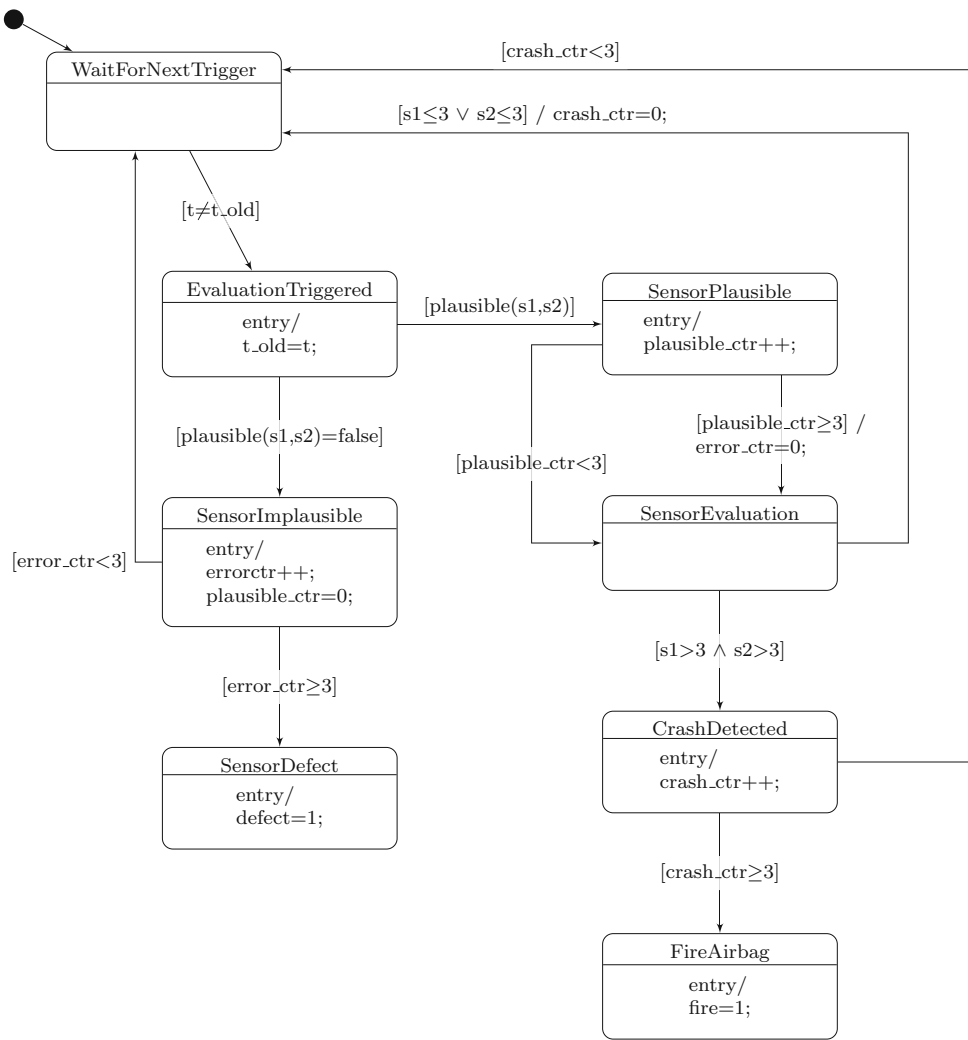 [crash_ctr<3]
WaitForNextTrigger
[s1≤3 ∨ s2≤3] / crash_ctr=0;
[t≠t_old]
EvaluationTriggered
entry/
t_old=t;
[plausible(s1,s2)]
SensorPlausible
entry/
plausible_ctr++;
[plausible(s1,s2)=false]
[plausible_ctr≥3] /
error_ctr=0;
[plausible_ctr<3]
SensorImplausible
entry/
errorctr++;
plausible_ctr=0;
SensorEvaluation
[error_ctr<3]
[s1>3 ∧ s2>3]
[error_ctr≥3]
SensorDefect
entry/
defect=1;
CrashDetected
entry/
crash_ctr++;
[crash_ctr≥3]
FireAirbag
entry/
fire=1;